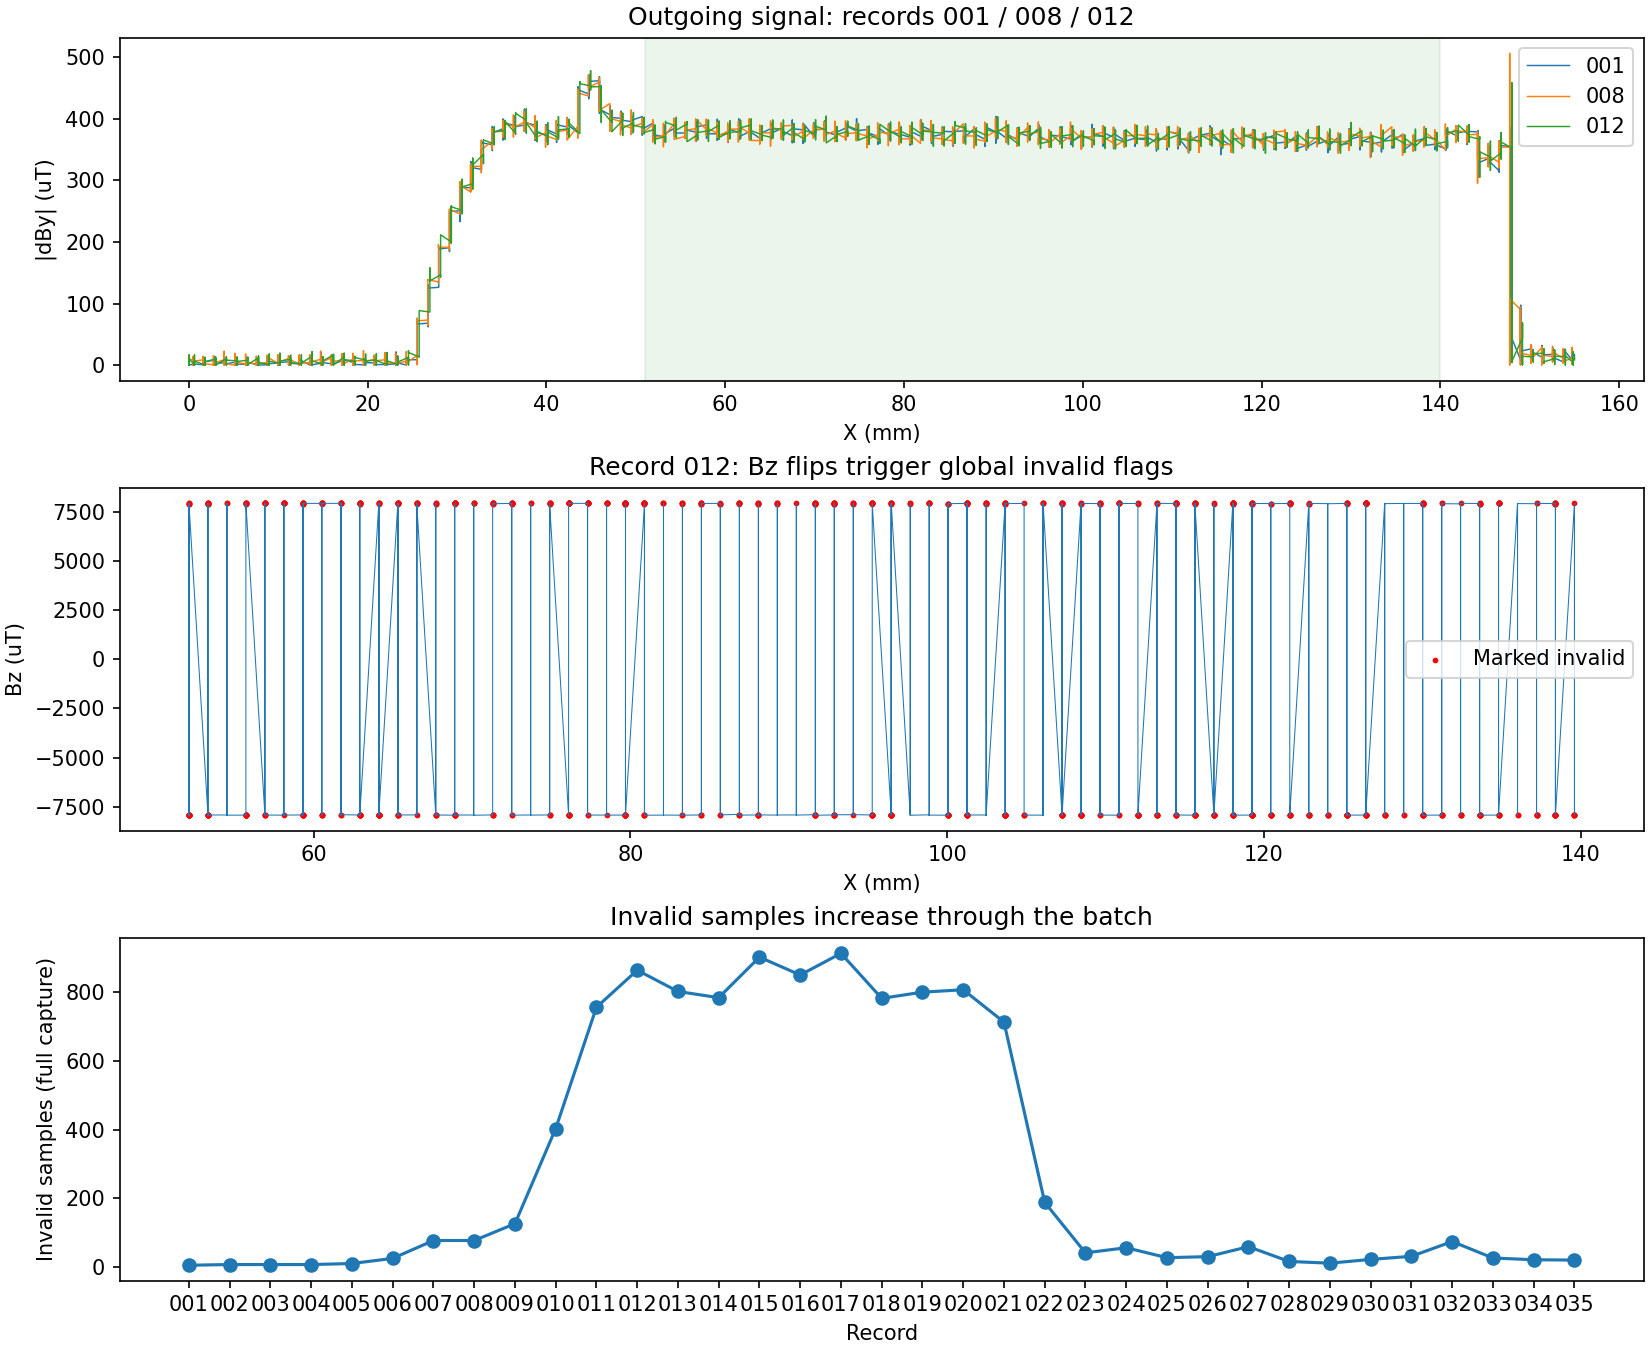 Outgoing signal: records 001 / 008 / 012
500
400
300
200
100
0
|dBy| (uT)
001
008
012
0 20 40 60 80 100 120 140 160
X (mm)
Record 012: Bz flips trigger global invalid flags
7500
5000
2500
0
−2500
−5000
−7500
Bz (uT)
Marked invalid
60 80 100 120 140
X (mm)
Invalid samples increase through the batch
800
600
400
200
0
Invalid samples (full capture)
001 002 003 004 005 006 007 008 009 010 011 012 013 014 015 016 017 018 019 020 021 022 023 024 025 026 027 028 029 030 031 032 033 034 035
Record